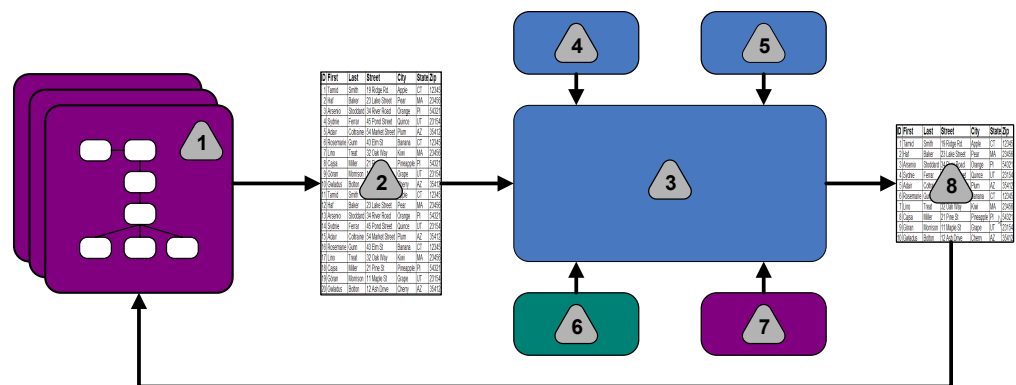 1
2
3
4
5
6
7
8
ID First Last Street City State Zip
1 Tamid Smith 19 Ridge Rd. Apple CT 12345
2 Haf Baker 23 Lake Street Pear MA 23456
3 Arsenio Stoddard 34 River Road Orange PI 54321
4 Sydnie Ferrar 45 Pond Street Quince UT 23154
5 Adair Coltraine 54 Market Street Plum AZ 35412
6 Rosemarie Gunn 43 Elm St Banana CT 12345
7 Lino Treat 32 Oak Way Kiwi MA 23456
8 Caspa Miller 21 Pineapple PI 54321
9 Göran Morrison Grape UT 23154
10 Gwladus Bolton AZ 35412
11 Tamid Smith CT 12345
12 Haf Baker 23 Lake Street Pear MA 23456
13 Arsenio Stoddard 34 River Road Orange PI 54321
14 Sydnie Ferrar 45 Pond Street Quince UT 23154
15 Adair Coltraine 54 Market Street Plum AZ 35412
16 Rosemarie Gunn 43 Elm St Banana CT 12345
17 Lino Treat 32 Oak Way Kiwi MA 23456
18 Caspa Miller 21 Pine St Pineapple PI 54321
19 Göran Morrison 11 Maple St Grape UT 23154
20 Gwladus Bolton 12 Ash Drive Cherry AZ 35412
ID First Last Street City State Zip
1 Tamid Smith 19 Ridge Rd. Apple CT 12345
2 Haf Baker 23 Lake Street Pear MA 23456
3 Arsenio Stoddard Road Orange PI 54321
4 Sydnie Ferrar Quince UT 23154
5 Adair Plum AZ 35412
6 Rosemarie Gunn Banana CT 12345
7 Lino Treat 32 Oak Way Kiwi MA 23456
8 Caspa Miller 21 Pine St Pineapple PI 54321
9 Göran Morrison 11 Maple St Grape UT 23154
10 Gwladus Bolton 12 Ash Drive Cherry AZ 35412